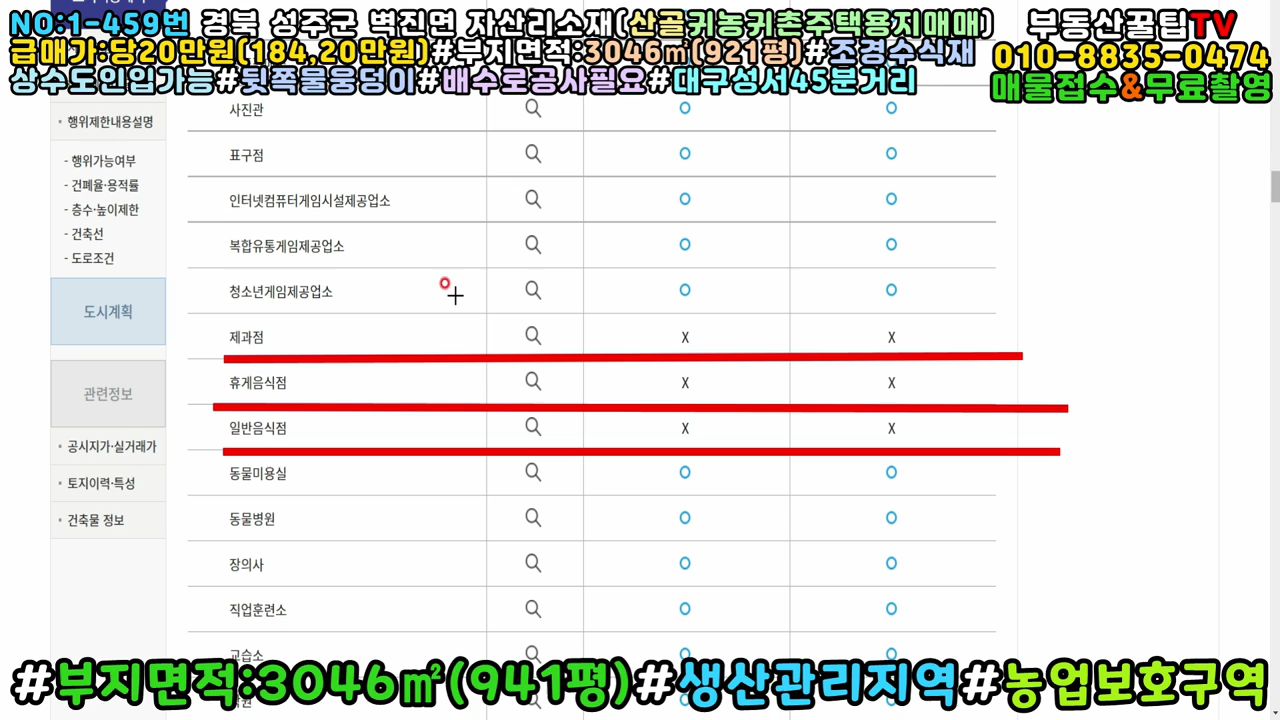 NO:1-459번 경북 성주군 벽진면 자산리소재(산골귀농귀촌주택용지매매) 부동산꿀팁TV
급매가:당20만원(184,20만원)#부지면적:3046㎡(921평)#조경수식재 010-8835-0474
상수도인입가능#뒷쪽물웅덩이#배수로공사필요#대구성서45분거리 매물접수&무료촬영
행위제한내용설명
- 행위가능여부
- 건폐율·용적률
- 층수·높이제한
- 건축선
- 도로조건
도시계획
관련정보
공시지가·실거래가
토지이력·특성
건축물 정보
사진관 O O
표구점 O O
인터넷컴퓨터게임시설제공업소 O O
복합유통게임제공업소 O O
청소년게임제공업소 O O
제과점 X X
휴게음식점 X X
일반음식점 X X
동물미용실 O O
동물병원 O O
장의사 O O
직업훈련소 O O
교습소
#부지면적:3046㎡(941평)#생산관리지역#농업보호구역